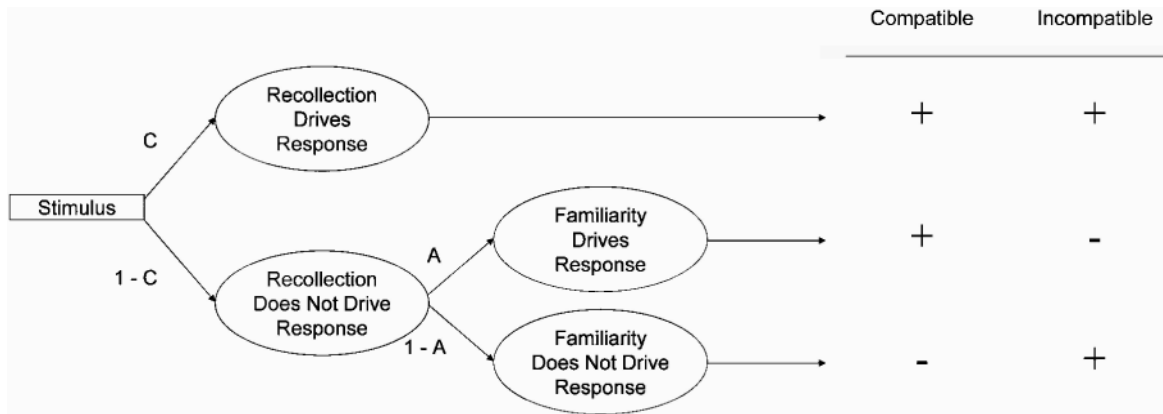 Compatible Incompatible
Recollection
Drives
Response
+ +
C
Stimulus
Familiarity
Drives
Response
+ -
A
1 - C
Recollection
Does Not Drive
Response
1 - A
Familiarity
Does Not Drive
Response
- +